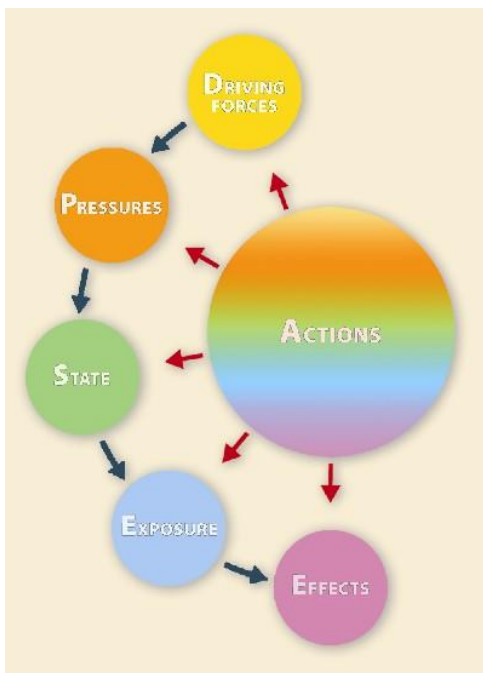 DRIVING
FORCES
PRESSURES
ACTIONS
STATE
EXPOSURE
EFFECTS